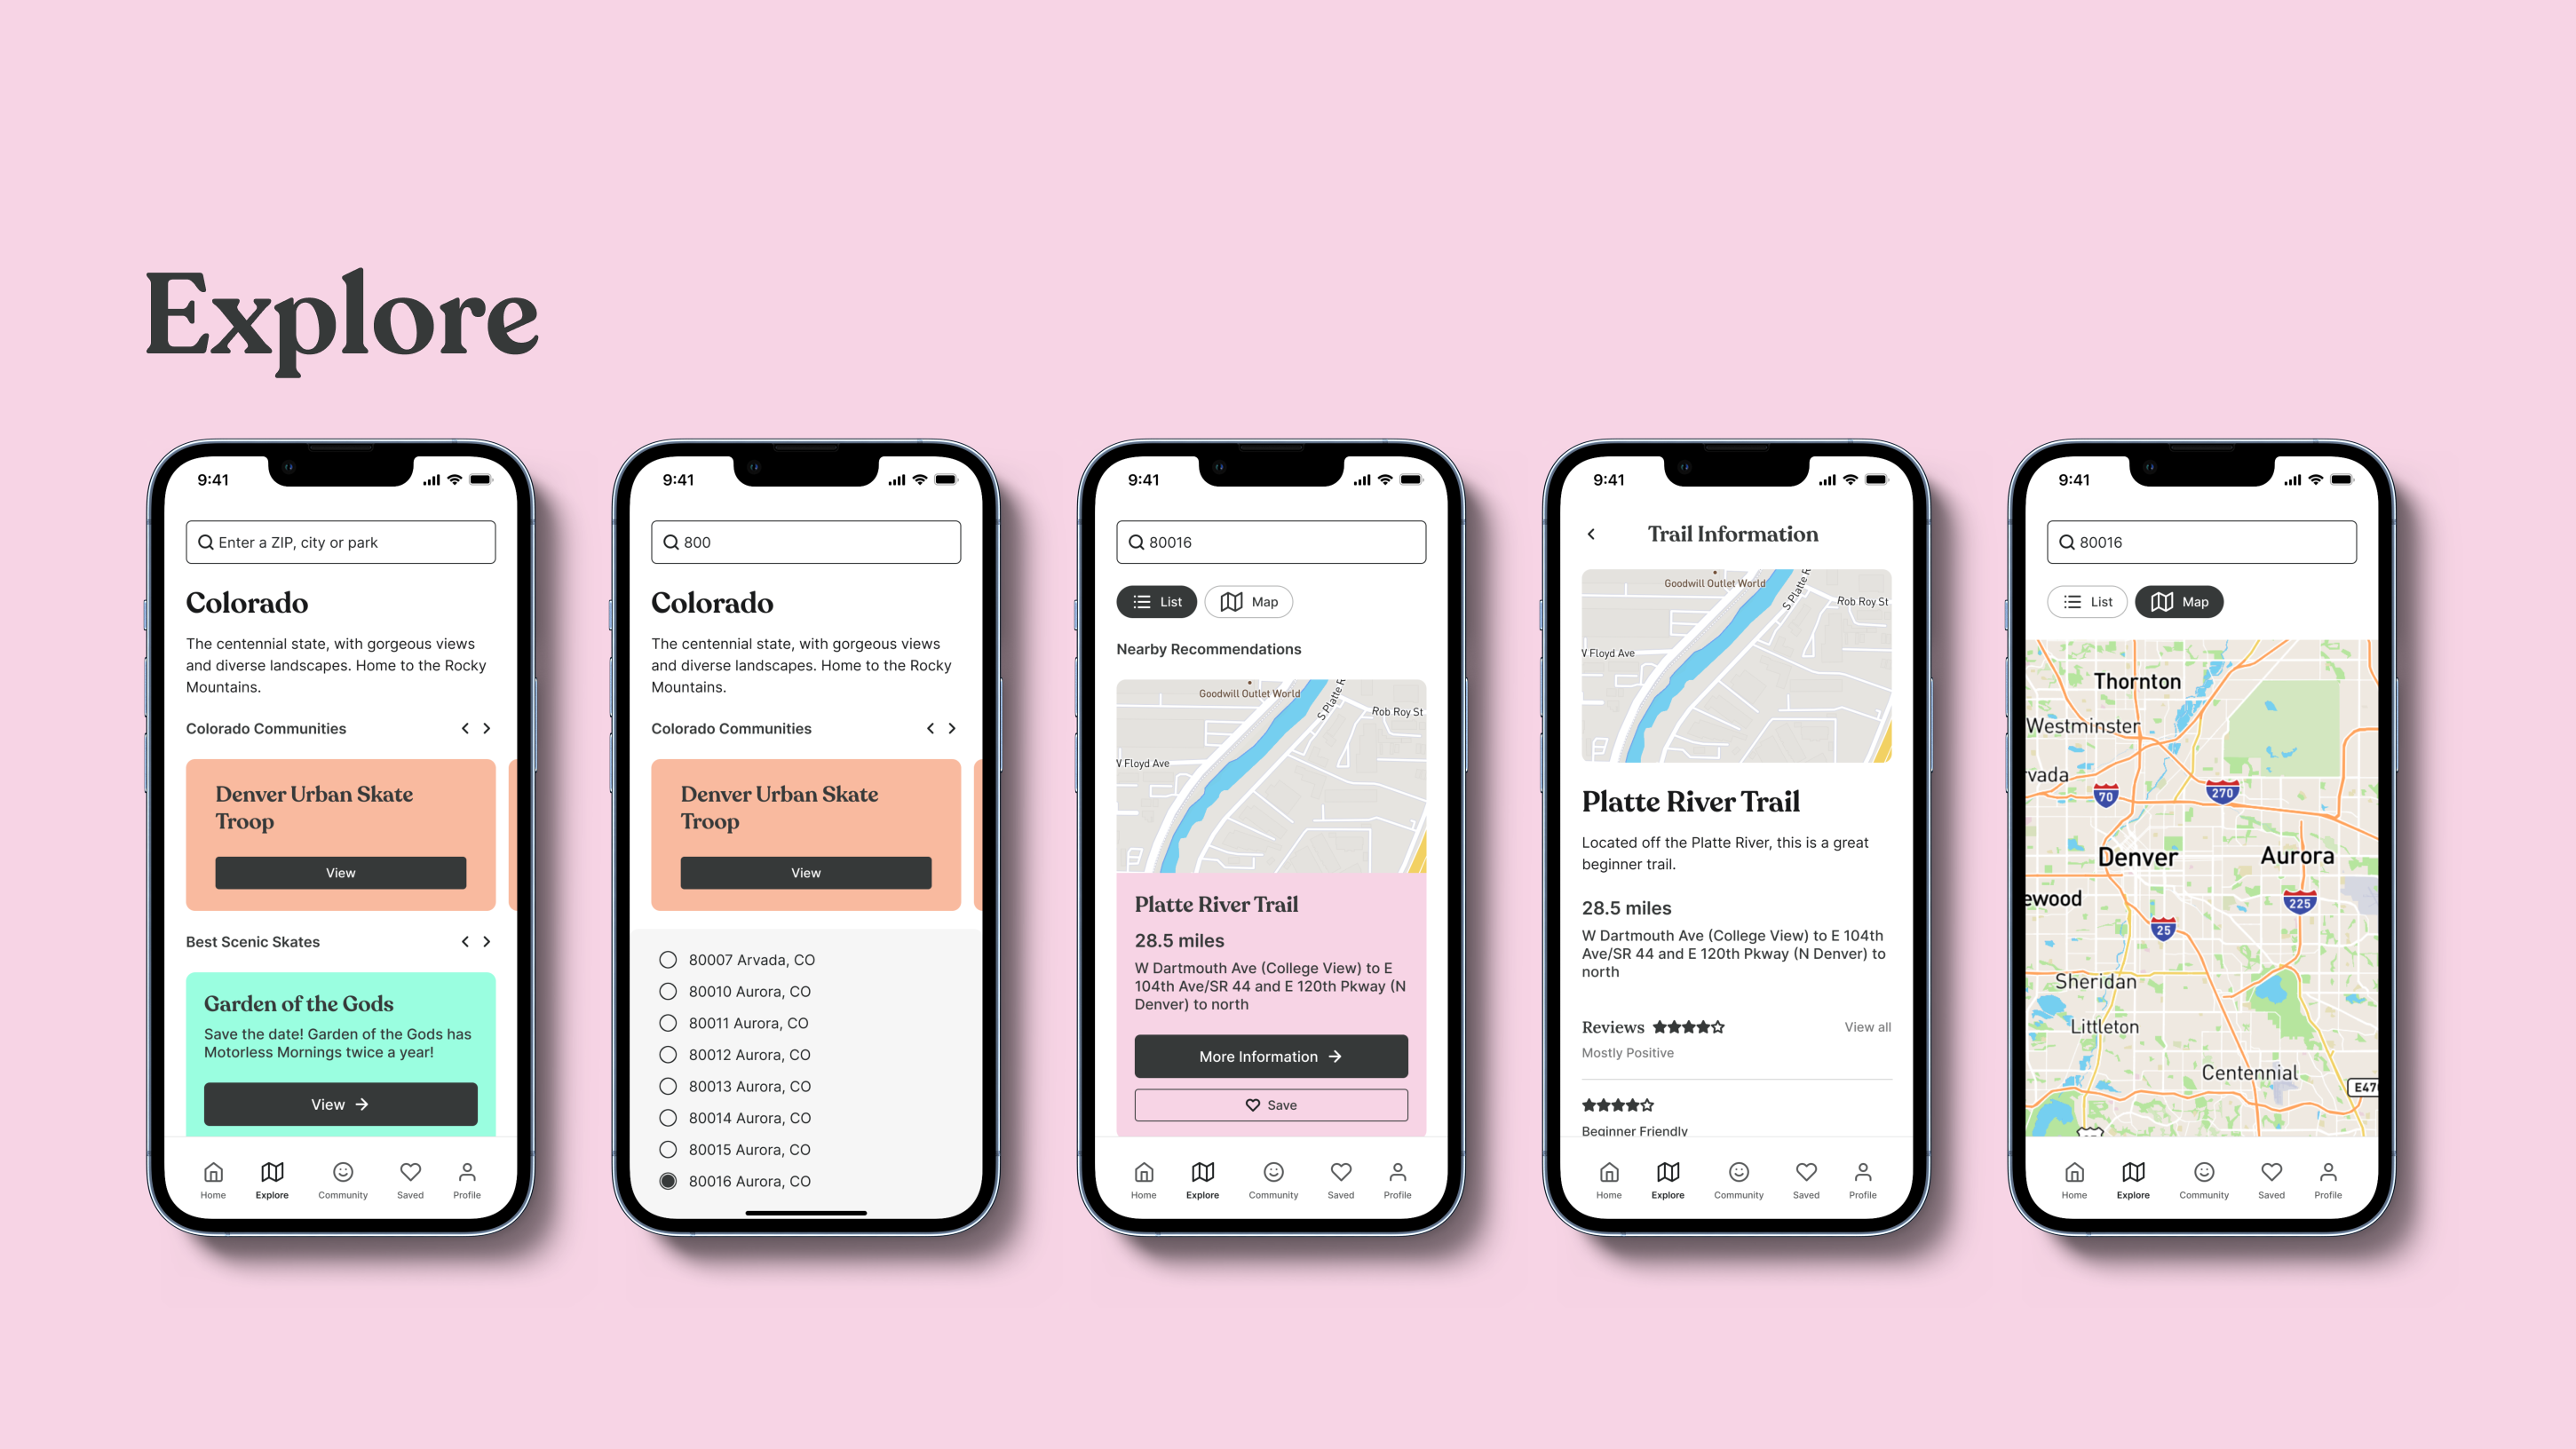 Explore
9:41
Enter a ZIP, city or park
Colorado
The centennial state, with gorgeous views
and diverse landscapes. Home to the Rocky
Mountains.
Colorado Communities
Denver Urban Skate
Troop
View
Best Scenic Skates
Garden of the Gods
Save the date! Garden of the Gods has
Motorless Mornings twice a year!
View
Home Explore Community Saved Profile
9:41
800
Colorado
The centennial state, with gorgeous views
and diverse landscapes. Home to the Rocky
Mountains.
Colorado Communities
Denver Urban Skate
Troop
View
80007 Arvada, CO
80010 Aurora, CO
80011 Aurora, CO
80012 Aurora, CO
80013 Aurora, CO
80014 Aurora, CO
80015 Aurora, CO
80016 Aurora, CO
9:41
80016
List Map
Nearby Recommendations
Goodwill Outlet World
S Platte R
Rob Roy St
W Floyd Ave
Platte River Trail
28.5 miles
W Dartmouth Ave (College View) to E
104th Ave/SR 44 and E 120th Pkway (N
Denver) to north
More Information
Save
Home Explore Community Saved Profile
9:41
Trail Information
Goodwill Outlet World
S Platte R
Rob Roy St
W Floyd Ave
Platte River Trail
Located off the Platte River, this is a great
beginner trail.
28.5 miles
W Dartmouth Ave (College View) to E 104th
Ave/SR 44 and E 120th Pkway (N Denver) to
north
Reviews View all
Mostly Positive
Beginner Friendly
Home Explore Community Saved Profile
9:41
80016
List Map
Thornton
Westminster
vada
70
270
Denver
Aurora
ewood
225
25
Sheridan
Littleton
Centennial
E47
Home Explore Community Saved Profile